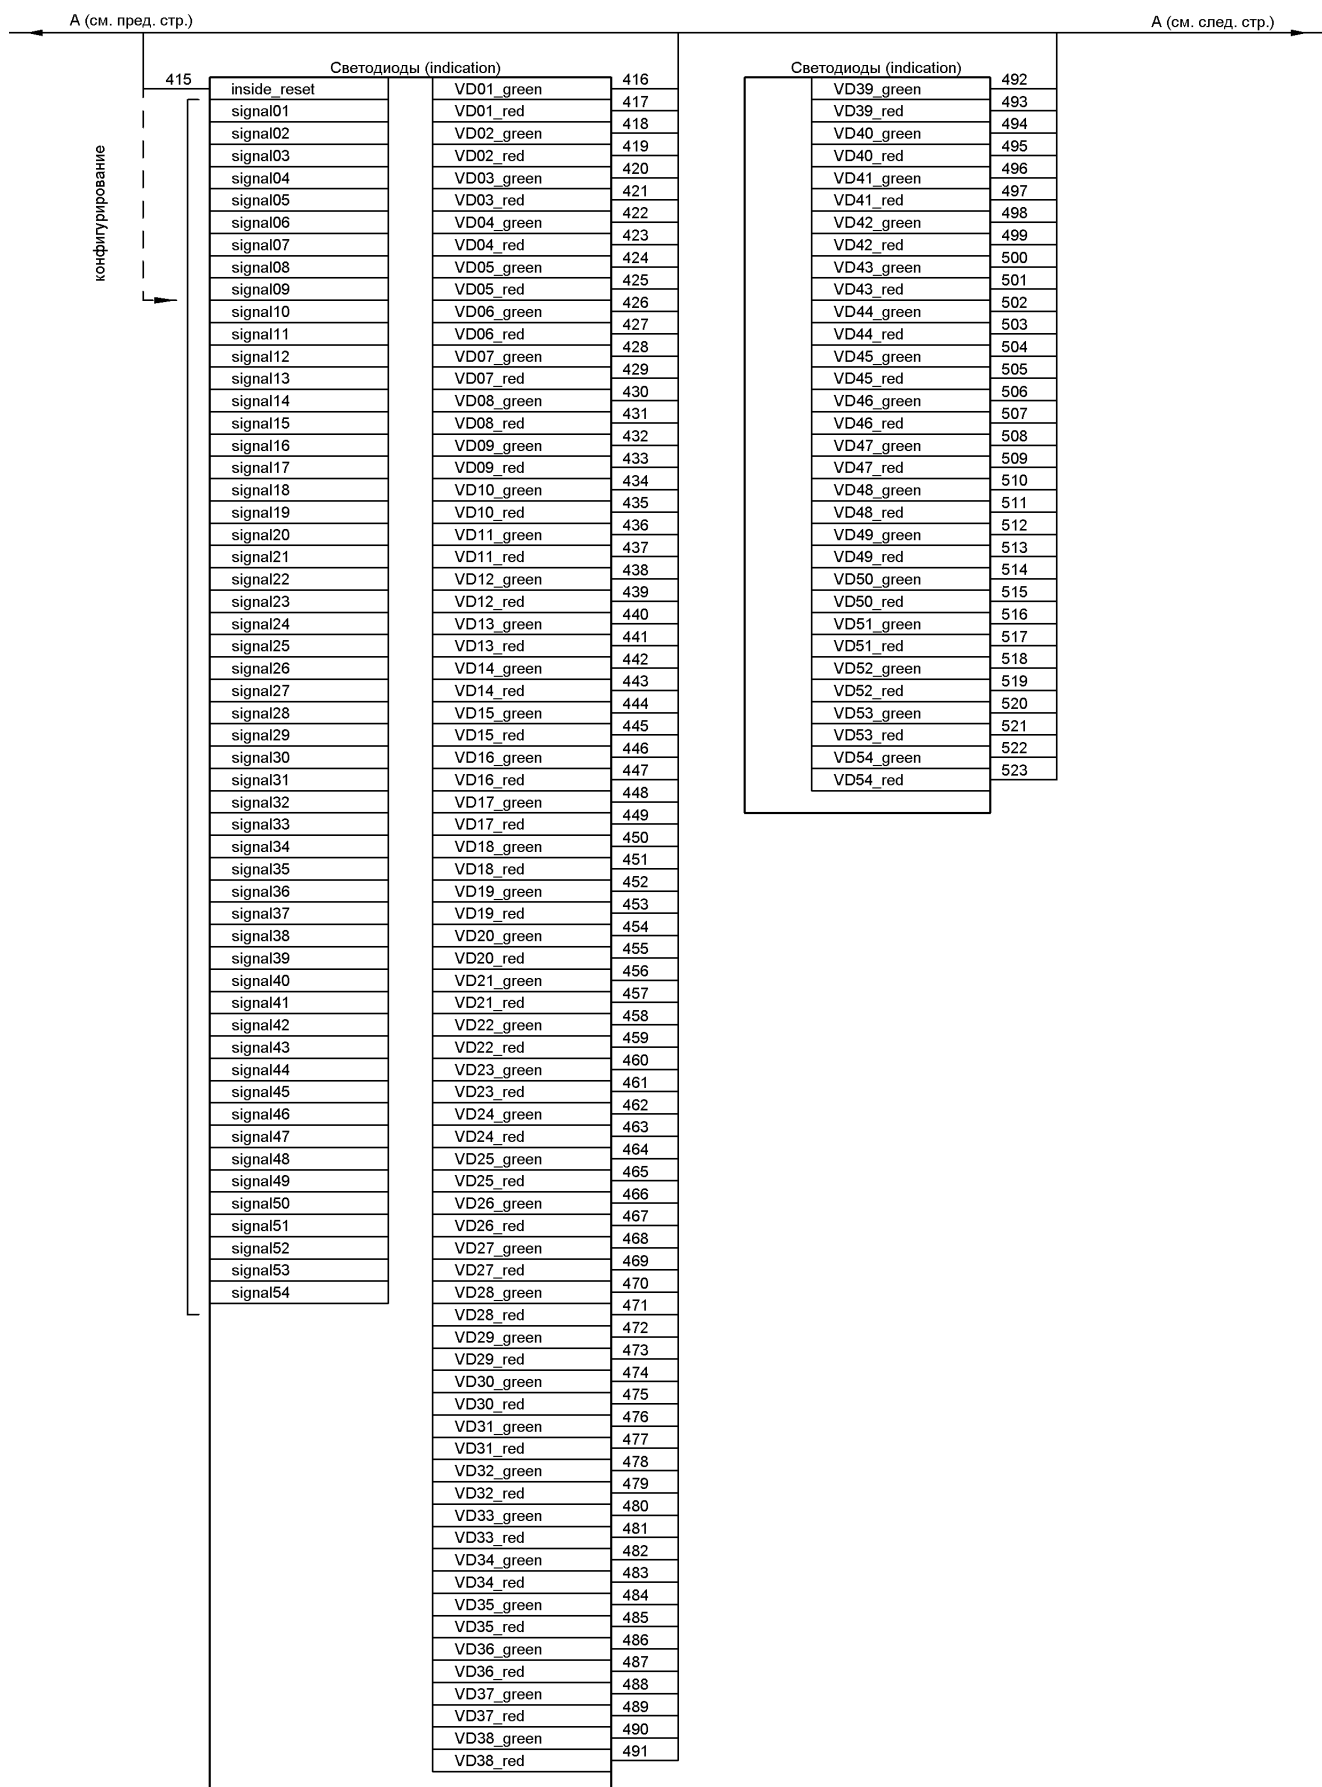 А (см. пред. стр.)
А (см. след. стр.)
конфигурирование
Светодиоды (indication)
415
inside_reset
signal01
signal02
signal03
signal04
signal05
signal06
signal07
signal08
signal09
signal10
signal11
signal12
signal13
signal14
signal15
signal16
signal17
signal18
signal19
signal20
signal21
signal22
signal23
signal24
signal25
signal26
signal27
signal28
signal29
signal30
signal31
signal32
signal33
signal34
signal35
signal36
signal37
signal38
signal39
signal40
signal41
signal42
signal43
signal44
signal45
signal46
signal47
signal48
signal49
signal50
signal51
signal52
signal53
signal54
VD01_green 416
VD01_red 417
VD02_green 418
VD02_red 419
VD03_green 420
VD03_red 421
VD04_green 422
VD04_red 423
VD05_green 424
VD05_red 425
VD06_green 426
VD06_red 427
VD07_green 428
VD07_red 429
VD08_green 430
VD08_red 431
VD09_green 432
VD09_red 433
VD10_green 434
VD10_red 435
VD11_green 436
VD11_red 437
VD12_green 438
VD12_red 439
VD13_green 440
VD13_red 441
VD14_green 442
VD14_red 443
VD15_green 444
VD15_red 445
VD16_green 446
VD16_red 447
VD17_green 448
VD17_red 449
VD18_green 450
VD18_red 451
VD19_green 452
VD19_red 453
VD20_green 454
VD20_red 455
VD21_green 456
VD21_red 457
VD22_green 458
VD22_red 459
VD23_green 460
VD23_red 461
VD24_green 462
VD24_red 463
VD25_green 464
VD25_red 465
VD26_green 466
VD26_red 467
VD27_green 468
VD27_red 469
VD28_green 470
VD28_red 471
VD29_green 472
VD29_red 473
VD30_green 474
VD30_red 475
VD31_green 476
VD31_red 477
VD32_green 478
VD32_red 479
VD33_green 480
VD33_red 481
VD34_green 482
VD34_red 483
VD35_green 484
VD35_red 485
VD36_green 486
VD36_red 487
VD37_green 488
VD37_red 489
VD38_green 490
VD38_red 491
Светодиоды (indication)
VD39_green 492
VD39_red 493
VD40_green 494
VD40_red 495
VD41_green 496
VD41_red 497
VD42_green 498
VD42_red 499
VD43_green 500
VD43_red 501
VD44_green 502
VD44_red 503
VD45_green 504
VD45_red 505
VD46_green 506
VD46_red 507
VD47_green 508
VD47_red 509
VD48_green 510
VD48_red 511
VD49_green 512
VD49_red 513
VD50_green 514
VD50_red 515
VD51_green 516
VD51_red 517
VD52_green 518
VD52_red 519
VD53_green 520
VD53_red 521
VD54_green 522
VD54_red 523